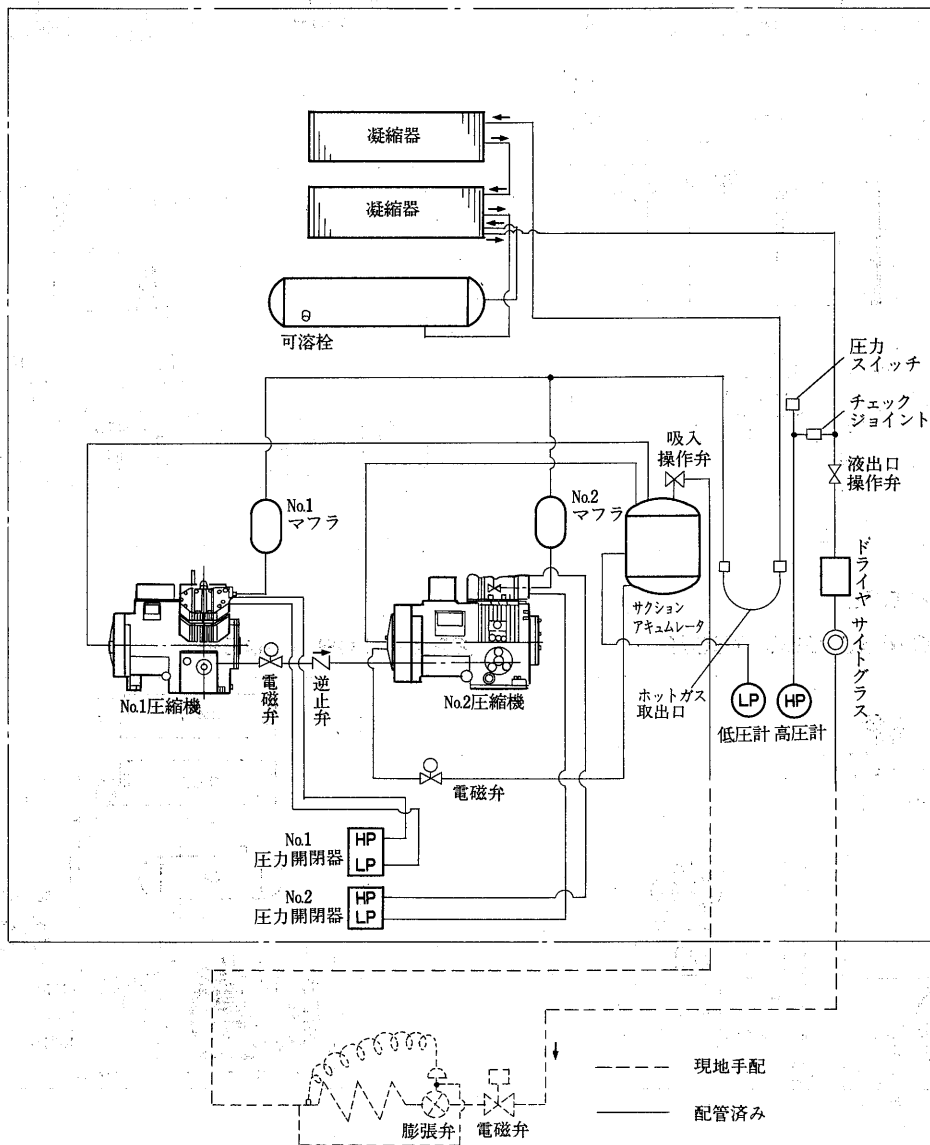 凝縮器
凝縮器
可溶栓
圧力
スイッチ
チェック
ジョイント
吸入
操作弁
液出口
操作弁
No.1
マフラ
No.2
マフラ
ドライヤ
サイトグラス
サクション
アキュムレータ
No.1圧縮機
電磁弁
逆止弁
No.2圧縮機
ホットガス
取出口
LP
HP
低圧計
高圧計
電磁弁
No.1
圧力開閉器
HP
LP
No.2
圧力開閉器
HP
LP
膨張弁
電磁弁
現地手配
配管済み